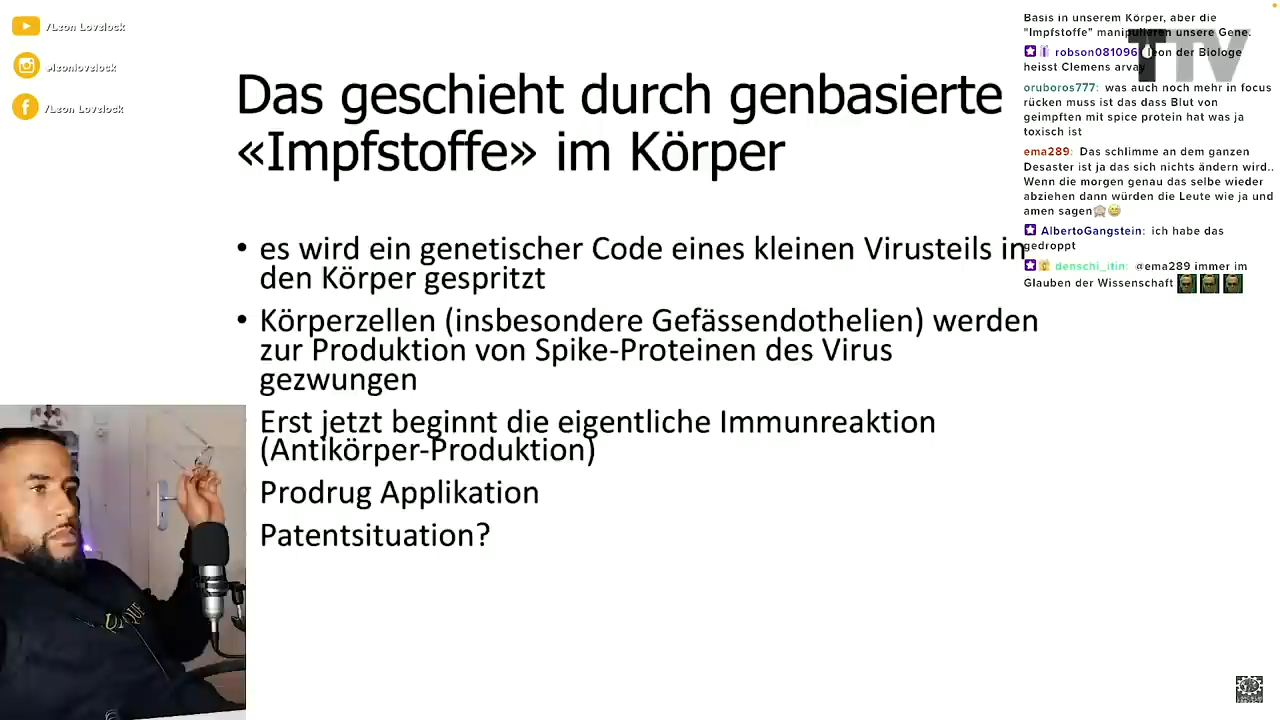 /Leon Lovelock
leonlovelock
/Leon Lovelock
Das geschieht durch genbasierte
«Impfstoffe» im Körper
• es wird ein genetischer Code eines kleinen Virusteils in
den Körper gespritzt
• Körperzellen (insbesondere Gefässendothelien) werden
zur Produktion von Spike-Proteinen des Virus
gezwungen
Erst jetzt beginnt die eigentliche Immunreaktion
(Antikörper-Produktion)
Prodrug Applikation
Patentsituation?
Basis in unserem Körper, aber die
"Impfstoffe" manipulieren unsere Gene.
robson081096: Leon der Biologe
heisst Clemens arvay
oruboros777: was auch noch mehr in focus
rücken muss ist das dass Blut von
geimpften mit spice protein hat was ja
toxisch ist
ema289: Das schlimme an dem ganzen
Desaster ist ja das sich nichts ändern wird..
Wenn die morgen genau das selbe wieder
abziehen dann würden die Leute wie ja und
amen sagen
AlbertoGangstein: ich habe das
gedroppt
denschi_itin: @ema289 immer im
Glauben der Wissenschaft